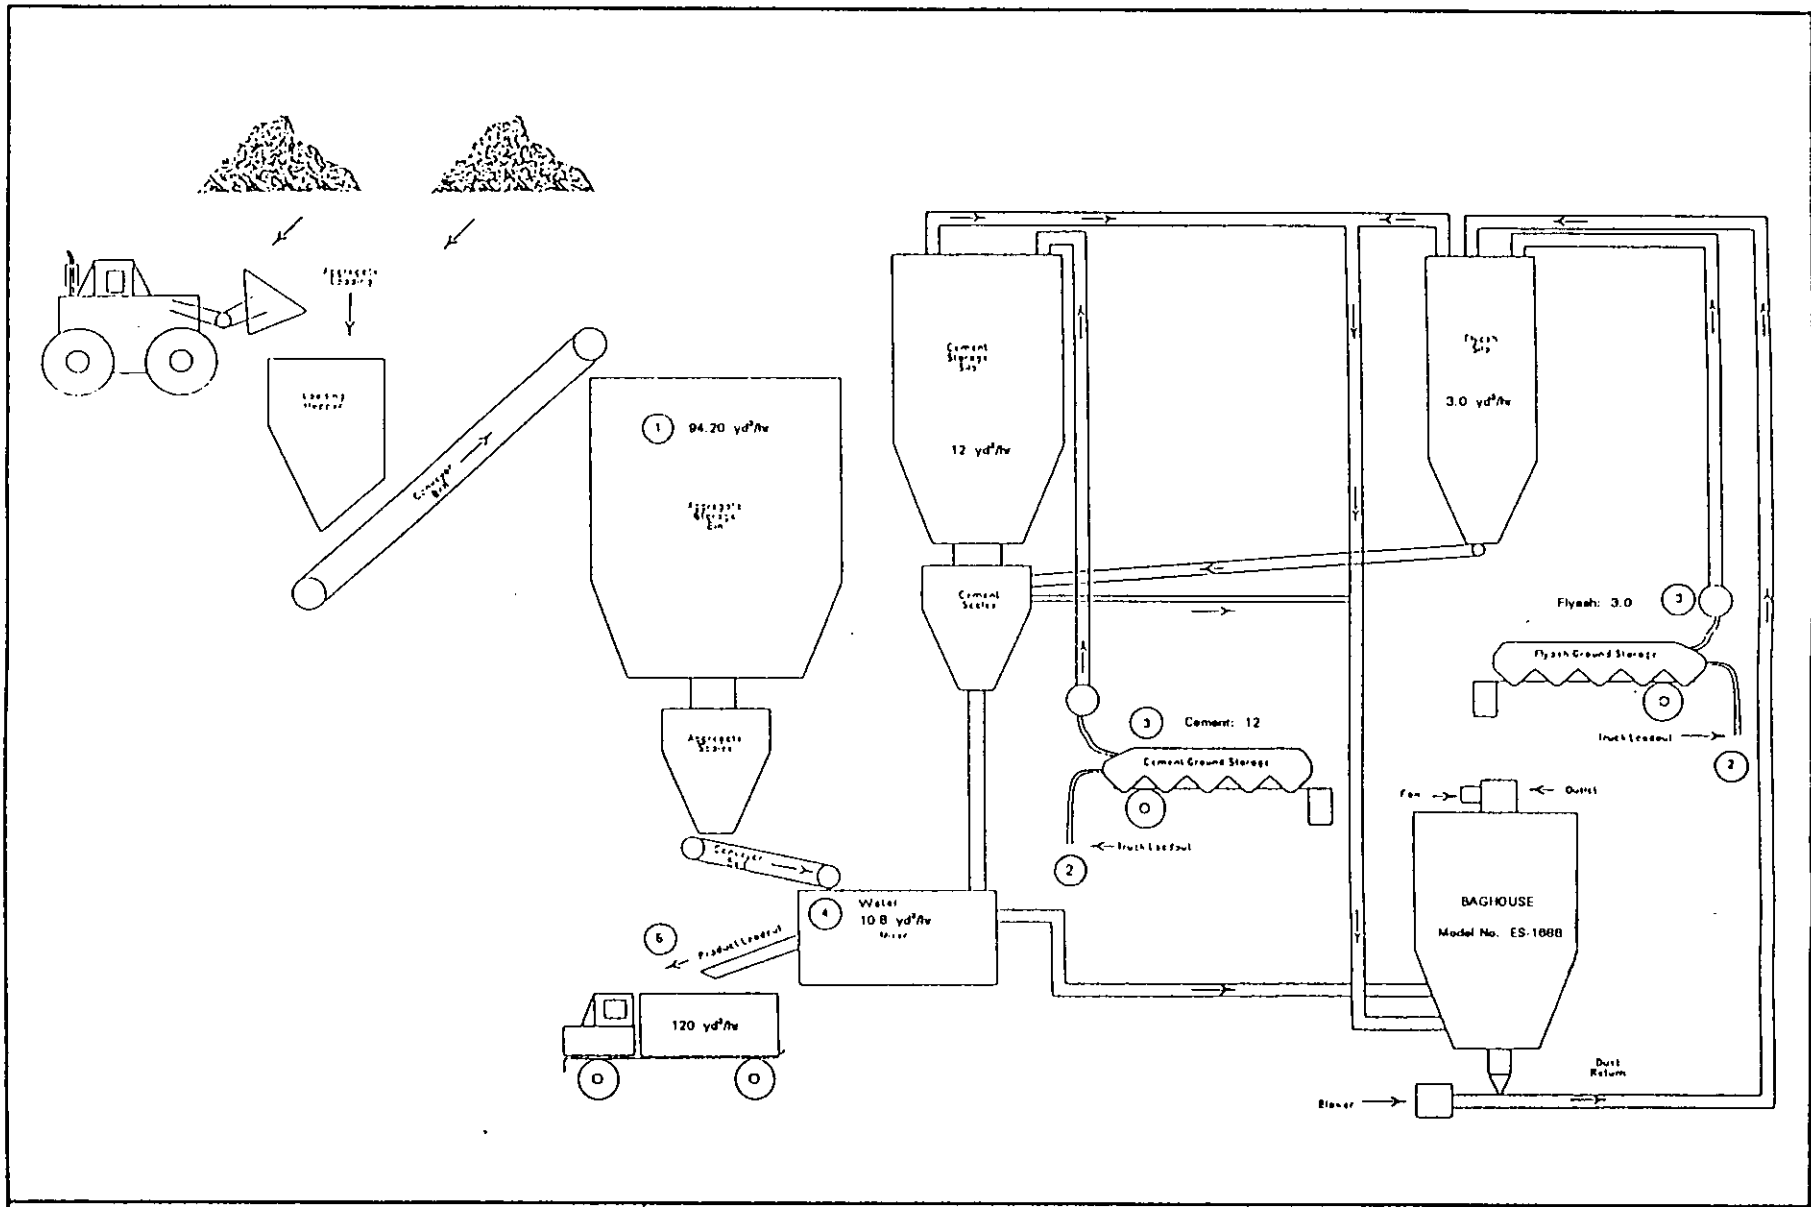 Aggregate
Loading
Loading
Hopper
Conveyor
Belt
1 94.20 yd³/hr
Aggregate
Storage
Bin
Aggregate
Scales
Conveyor
Belt
Cement
Storage
Silo
12 yd³/hr
Cement
Scales
Flyash
Silo
3.0 yd³/hr
Flyash: 3.0 3
Flyash Ground Storage
Truck Loadout
2
3 Cement: 12
Cement Ground Storage
Truck Loadout
2
Fan
Outlet
BAGHOUSE
Model No. ES-1688
4 Water
10.8 yd³/hr
Mixer
5 Product Loadout
120 yd³/hr
Dust
Return
Blower